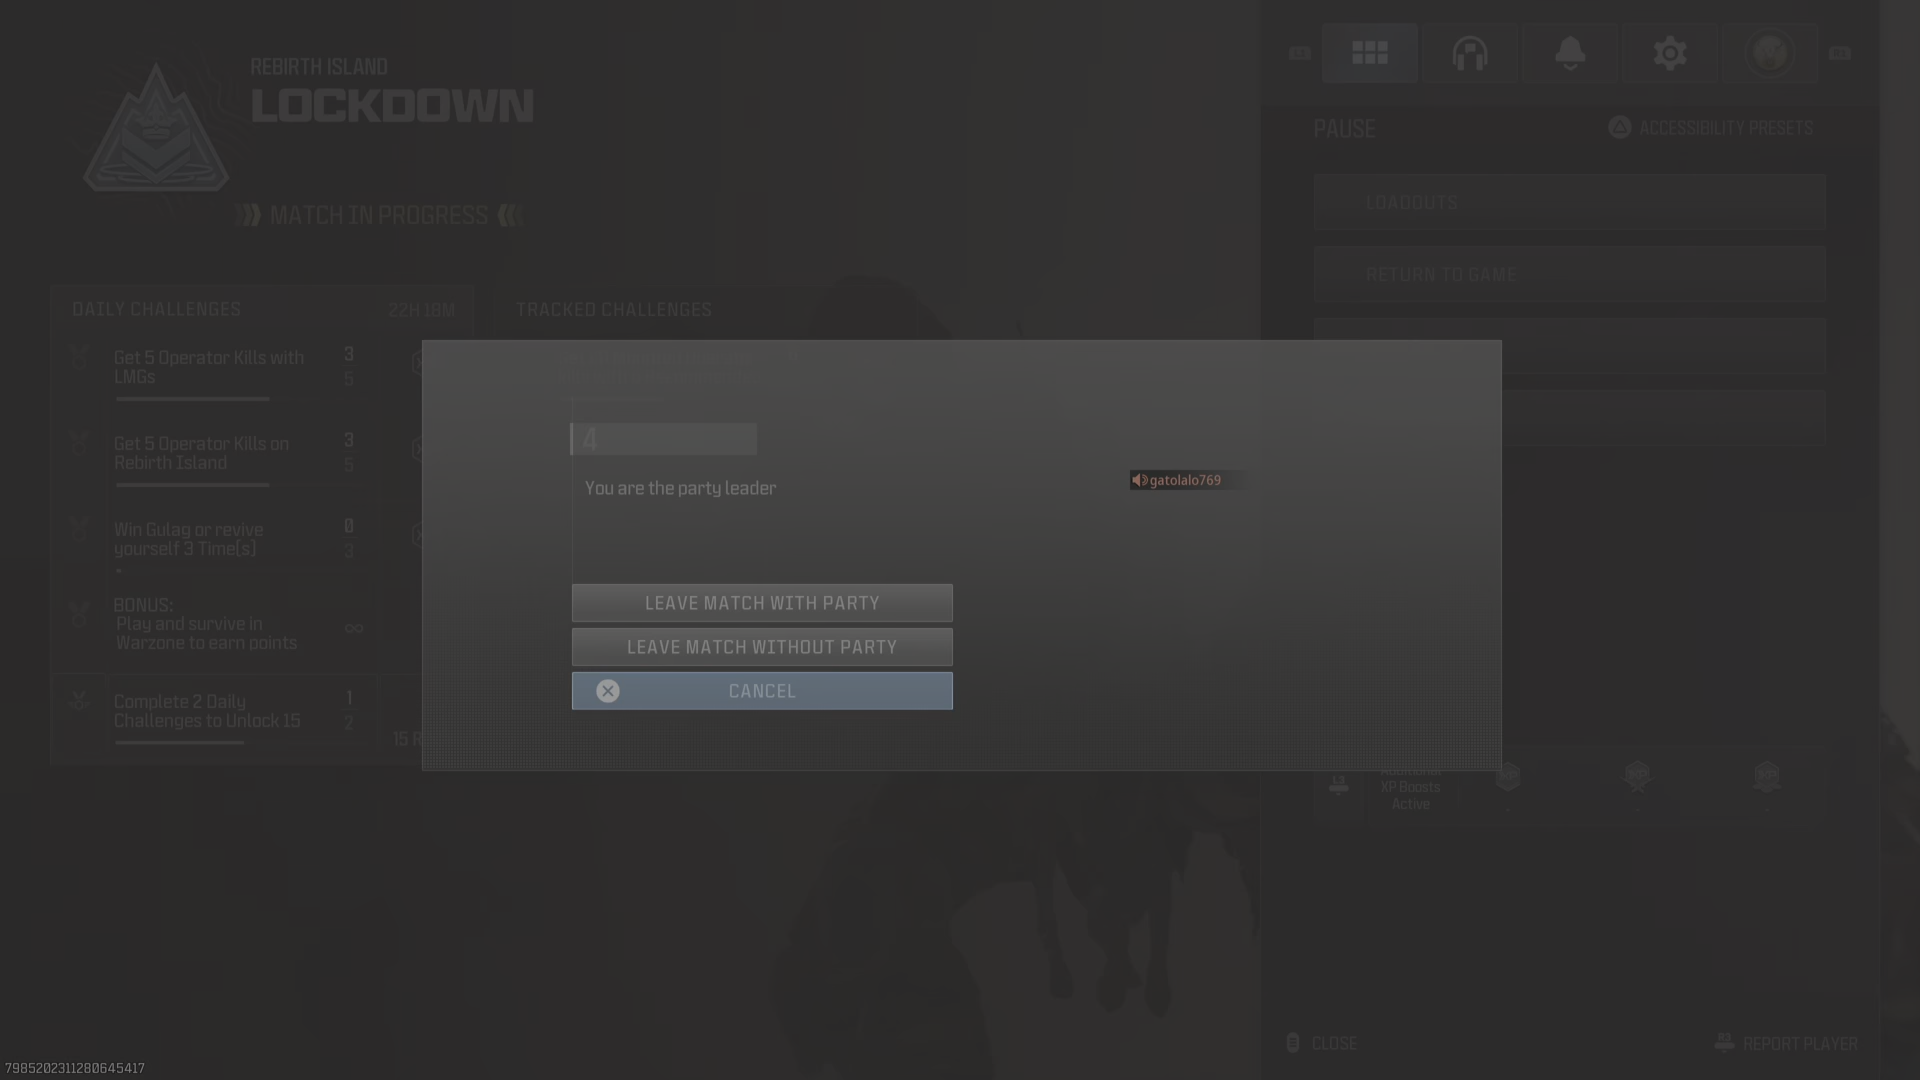 REBIRTH ISLAND
LOCKDOWN
MATCH IN PROGRESS
DAILY CHALLENGES 22H 18M
Get 5 Operator Kills with
LMGs
3
5
Get 5 Operator Kills on
Rebirth Island
3
5
Win Gulag or revive
yourself 3 Time(s)
0
3
BONUS:
Play and survive in
Warzone to earn points
∞
Complete 2 Daily
Challenges to Unlock 15
1
2
15
TRACKED CHALLENGES
4
You are the party leader
gatolalo769
LEAVE MATCH WITH PARTY
LEAVE MATCH WITHOUT PARTY
CANCEL
PAUSE
ACCESSIBILITY PRESETS
LOADOUTS
RETURN TO GAME
L3
Additional
XP Boosts
Active
CLOSE
R3
REPORT PLAYER
7985202311280645417